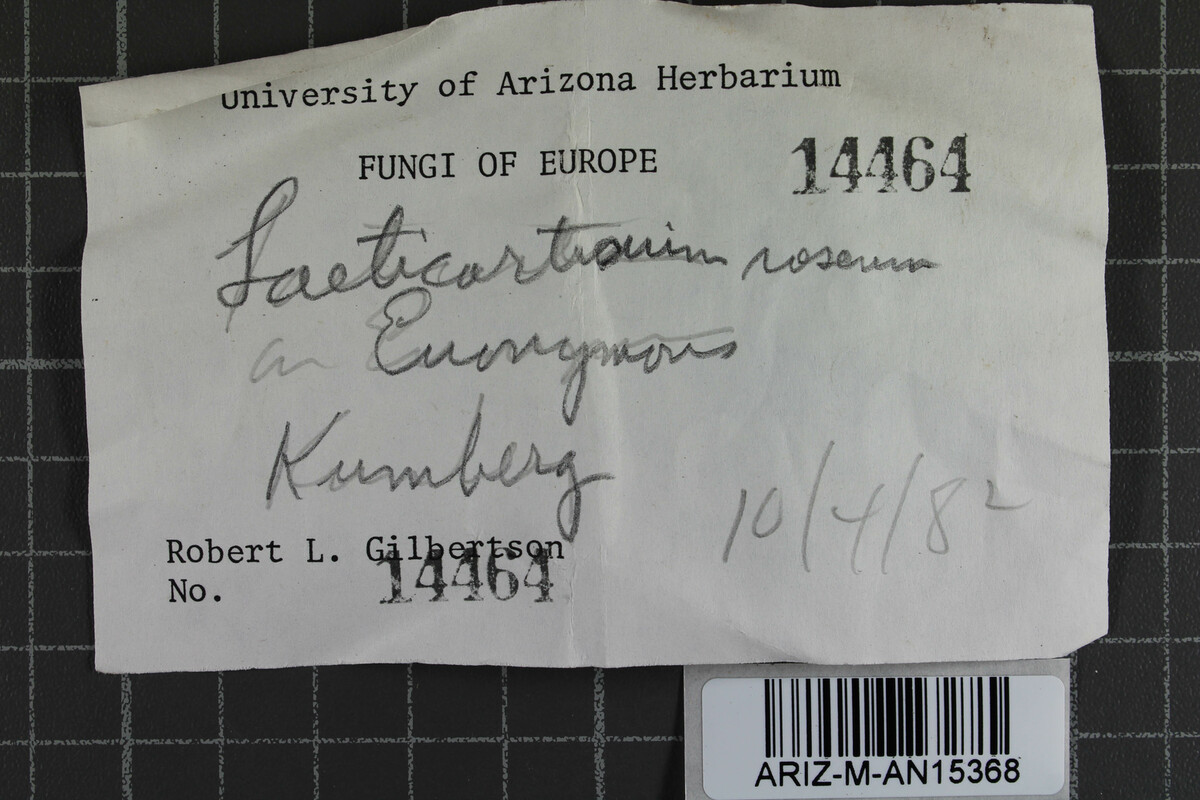 University of Arizona Herbarium
FUNGI OF EUROPE 14464
Laeticorticium roseum
on Euonymous
Kumberg
10/4/82
Robert L. Gilbertson
No. 14464
ARIZ-M-AN15368